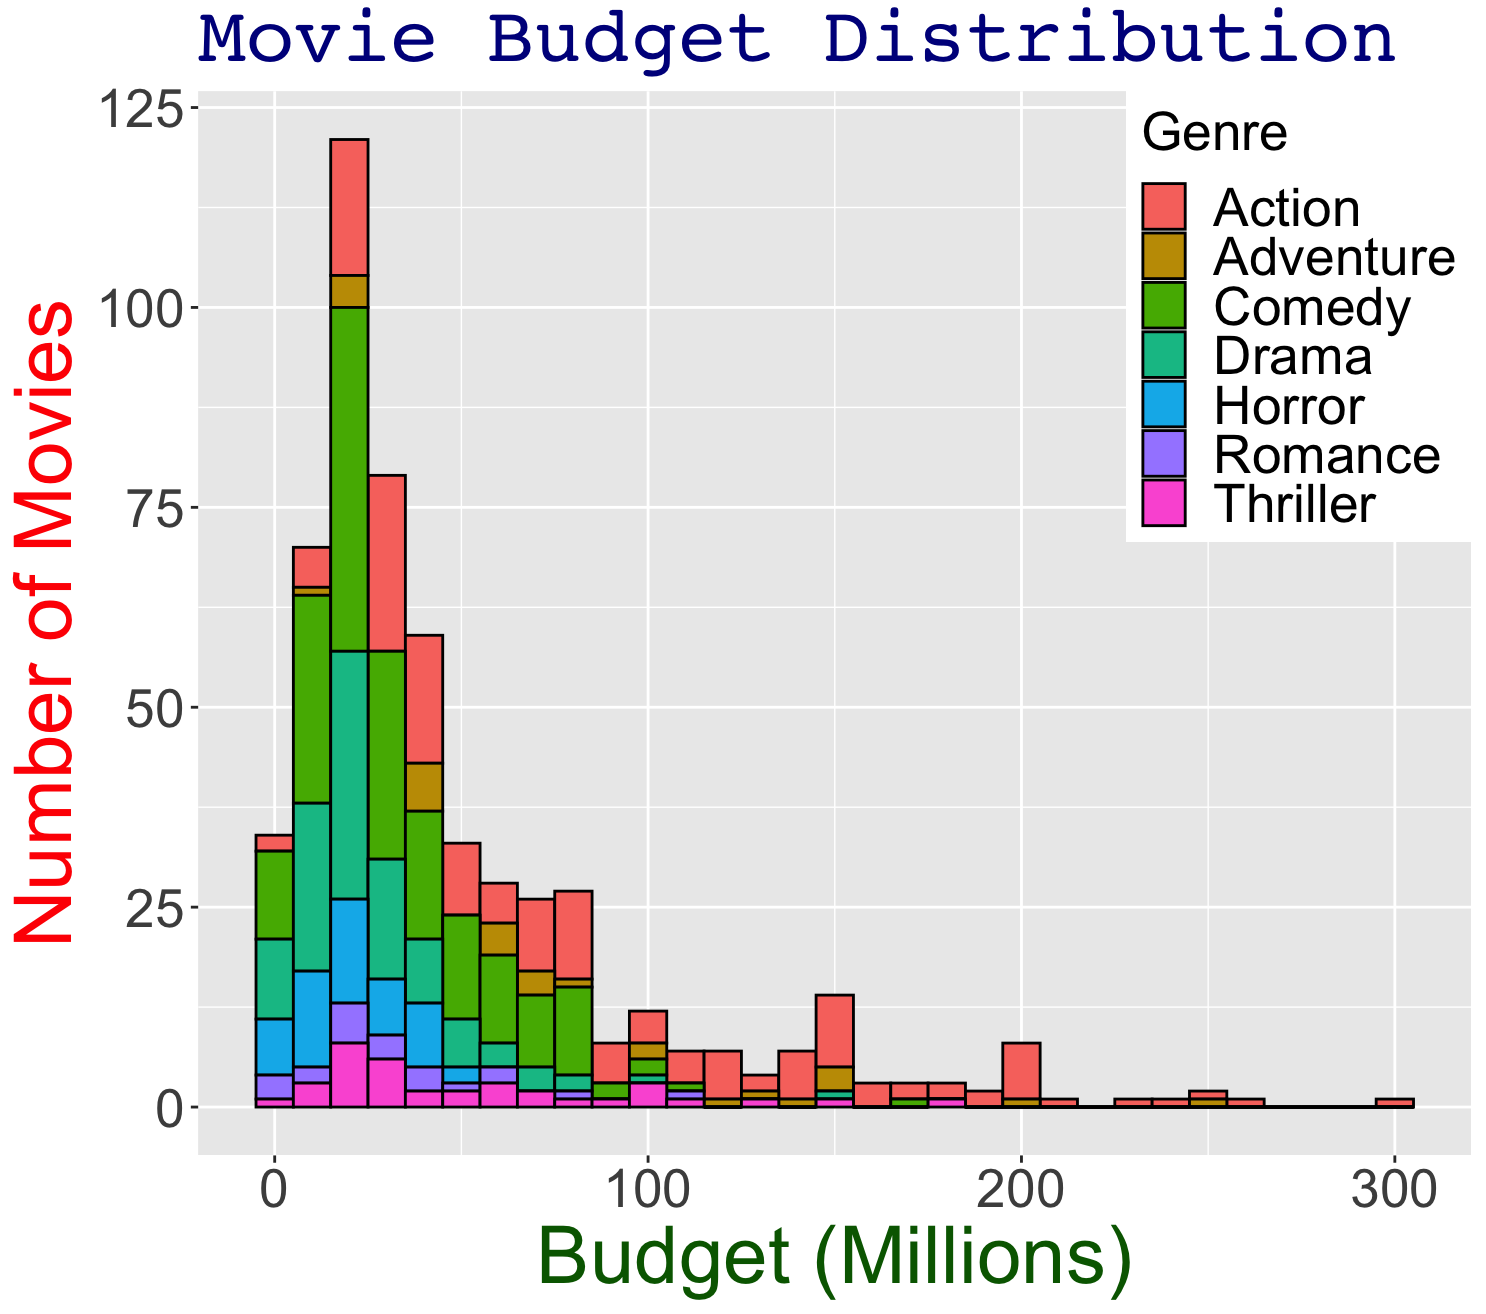 Movie Budget Distribution
Number of Movies
125
100
75
50
25
0
0 100 200 300
Budget (Millions)
Genre
Action
Adventure
Comedy
Drama
Horror
Romance
Thriller